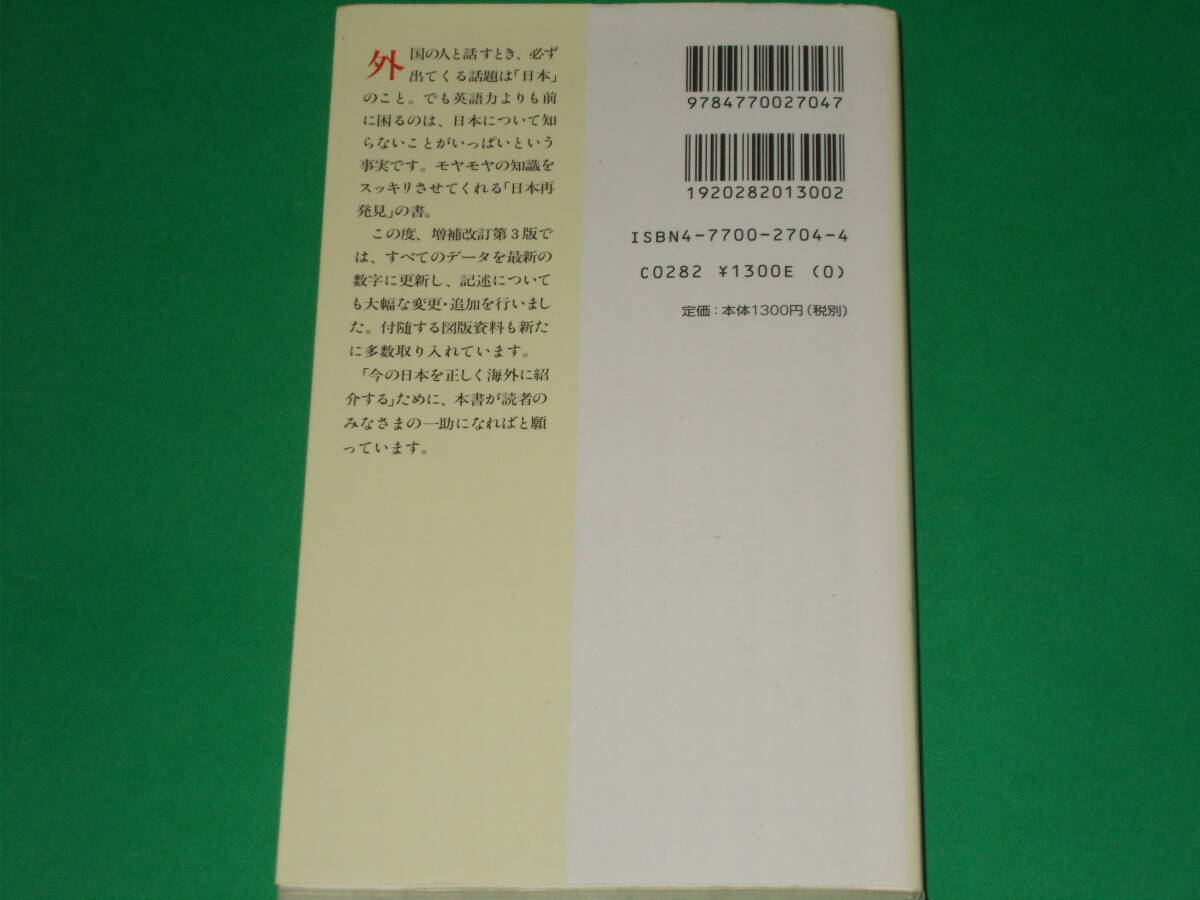 外国の人と話すとき、必ず
出てくる話題は「日本」
のこと。でも英語力よりも前
に困るのは、日本について知
らないことがいっぱいという
事実です。モヤモヤの知識を
スッキリさせてくれる「日本再
発見」の書。
この度、増補改訂第3版で
は、すべてのデータを最新の
数字に更新し、記述について
も大幅な変更・追加を行いまし
た。付随する図版資料も新た
に多数取り入れています。
「今の日本を正しく海外に紹
介する」ために、本書が読者の
みなさまの一助になればと願
っています。
9784770027047
1920282013002
ISBN4-7700-2704-4
C0282 ¥1300E (0)
定価：本体1300円（税別）